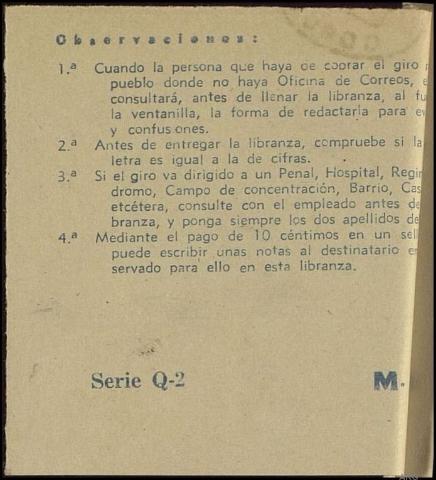 Observaciones:
1.ª Cuando la persona que haya de cobrar el giro
pueblo donde no haya Oficina de Correos,
consultará, antes de llenar la libranza, al
la ventanilla, la forma de redactarla para
y confusiones.
2.ª Antes de entregar la libranza, compruebe si la
letra es igual a la de cifras.
3.ª Si el giro va dirigido a un Penal, Hospital,
dromo, Campo de concentración, Barrio,
etcétera, consulte con el empleado antes de
branza, y ponga siempre los dos apellidos
4.ª Mediante el pago de 10 céntimos en un
puede escribir unas notas al destinatario
servado para ello en esta libranza.
Serie Q-2 M.